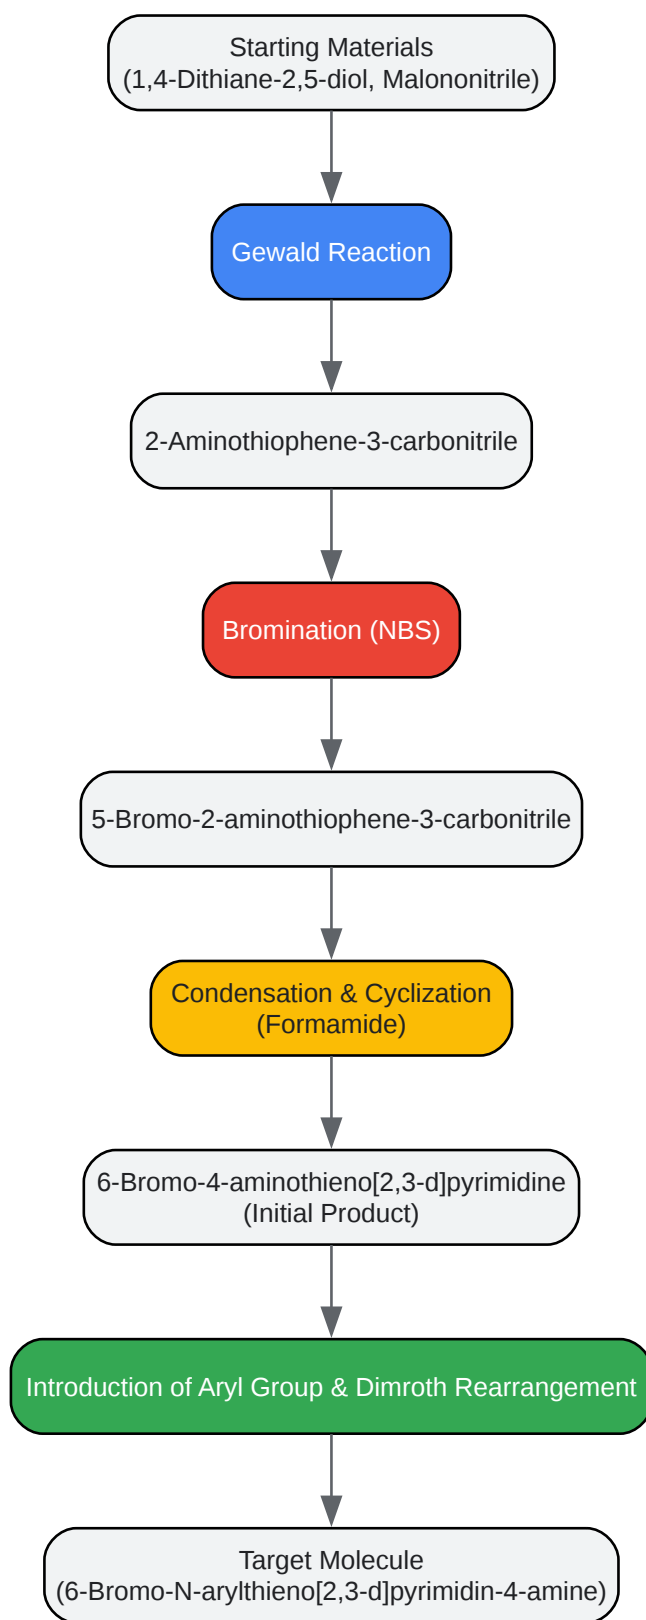 Starting Materials
(1,4-Dithiane-2,5-diol, Malononitrile)
Gewald Reaction
2-Aminothiophene-3-carbonitrile
Bromination (NBS)
5-Bromo-2-aminothiophene-3-carbonitrile
Condensation & Cyclization
(Formamide)
6-Bromo-4-aminothieno[2,3-d]pyrimidine
(Initial Product)
Introduction of Aryl Group & Dimroth Rearrangement
Target Molecule
(6-Bromo-N-arylthieno[2,3-d]pyrimidin-4-amine)